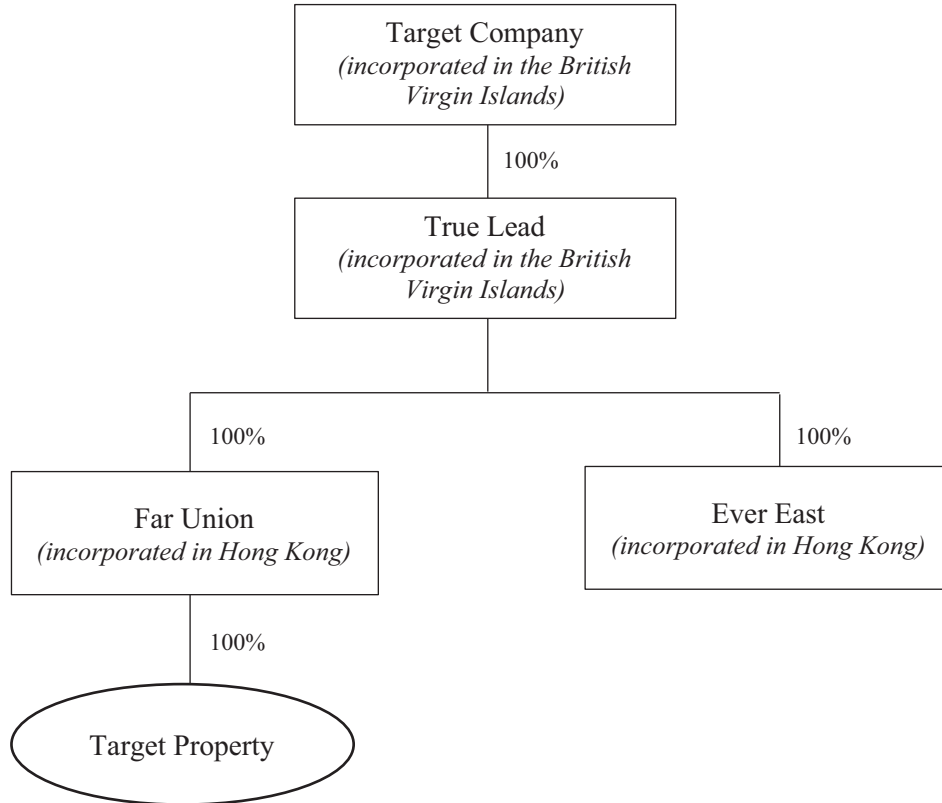 Target Company
(incorporated in the British
Virgin Islands)
100%
True Lead
(incorporated in the British
Virgin Islands)
100%
100%
Far Union
(incorporated in Hong Kong)
Ever East
(incorporated in Hong Kong)
100%
Target Property